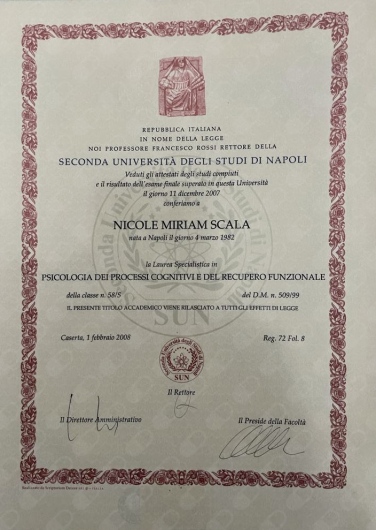 REPUBBLICA ITALIANA
IN NOME DELLA LEGGE
NOI PROFESSORE FRANCESCO ROSSI RETTORE DELLA
SECONDA UNIVERSITÀ DEGLI STUDI DI NAPOLI
Veduti gli attestati degli studi compiuti
e il risultato dell'esame finale superato in questa Università
il giorno 11 dicembre 2007
conferiamo a
NICOLE MIRIAM SCALA
nata a Napoli il giorno 4 marzo 1982
la Laurea Specialistica in
PSICOLOGIA DEI PROCESSI COGNITIVI E DEL RECUPERO FUNZIONALE
della classe n. 58/S del D.M. n. 509/99
IL PRESENTE TITOLO ACCADEMICO VIENE RILASCIATO A TUTTI GLI EFFETTI DI LEGGE
SUN
Caserta, 1 febbraio 2008 Reg. 72 Fol. 8
SUN
Il Rettore
Il Direttore Amministrativo Il Preside della Facoltà